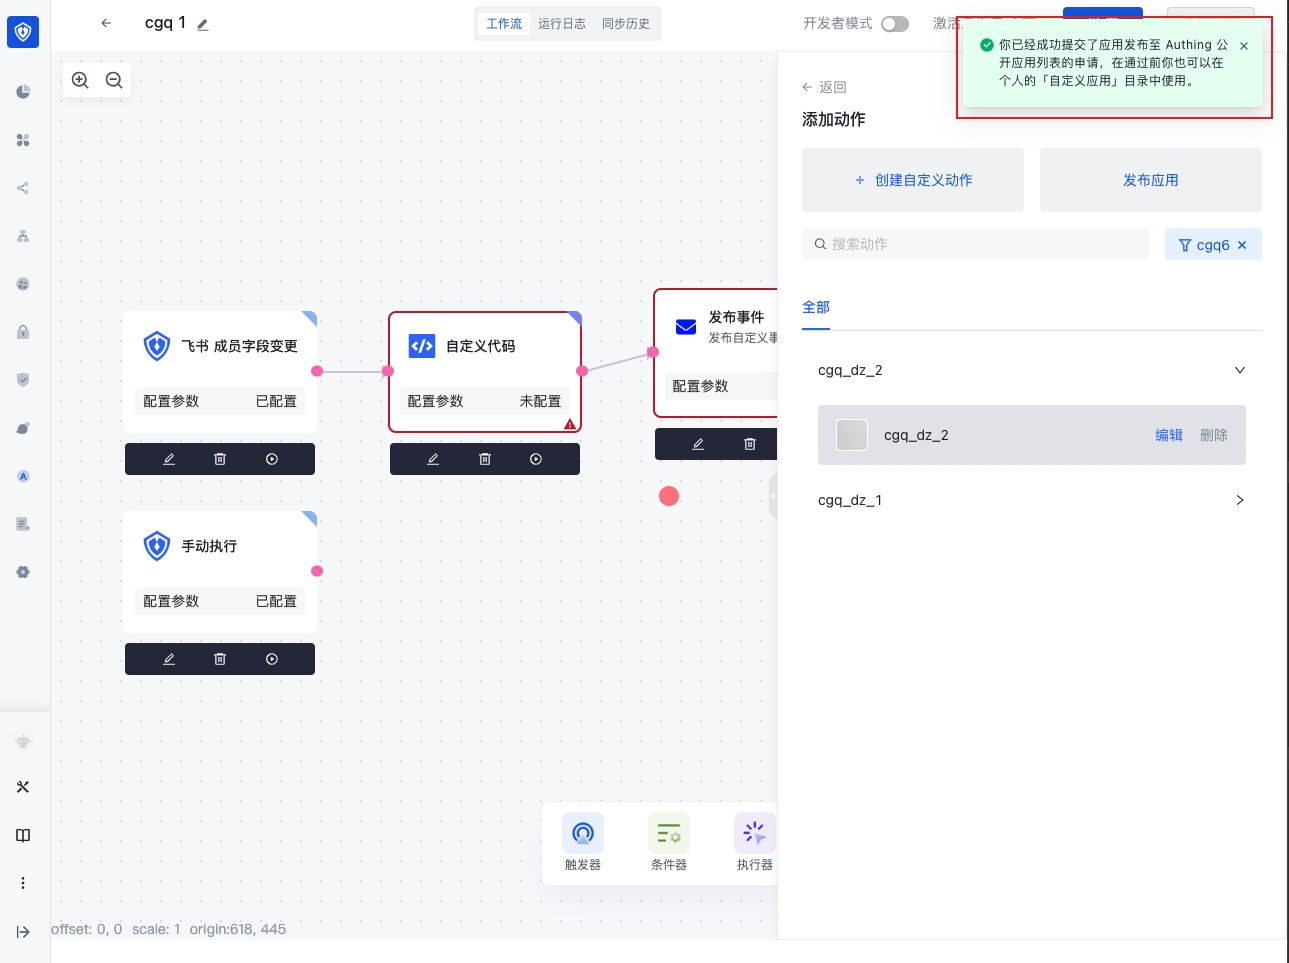 cgq 1
工作流 运行日志 同步历史
开发者模式
激活
你已经成功提交了应用发布至 Authing 公
开应用列表的申请，在通过前你也可以在
个人的「自定义应用」目录中使用。
返回
添加动作
+ 创建自定义动作
发布应用
搜索动作
cgq6
全部
cgq_dz_2
cgq_dz_2
编辑 删除
cgq_dz_1
飞书 成员字段变更
配置参数 已配置
自定义代码
配置参数 未配置
发布事件
发布自定义事
配置参数
手动执行
配置参数 已配置
触发器
条件器
执行器
offset: 0, 0 scale: 1 origin:618, 445
A